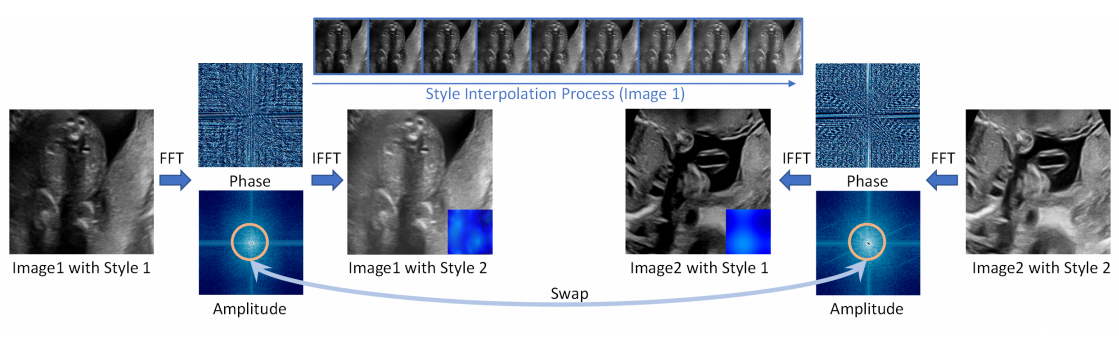 Style Interpolation Process (Image 1)
FFT
IFFT
IFFT
FFT
Phase
Phase
Image1 with Style 1
Image1 with Style 2
Image2 with Style 1
Image2 with Style 2
Swap
Amplitude
Amplitude